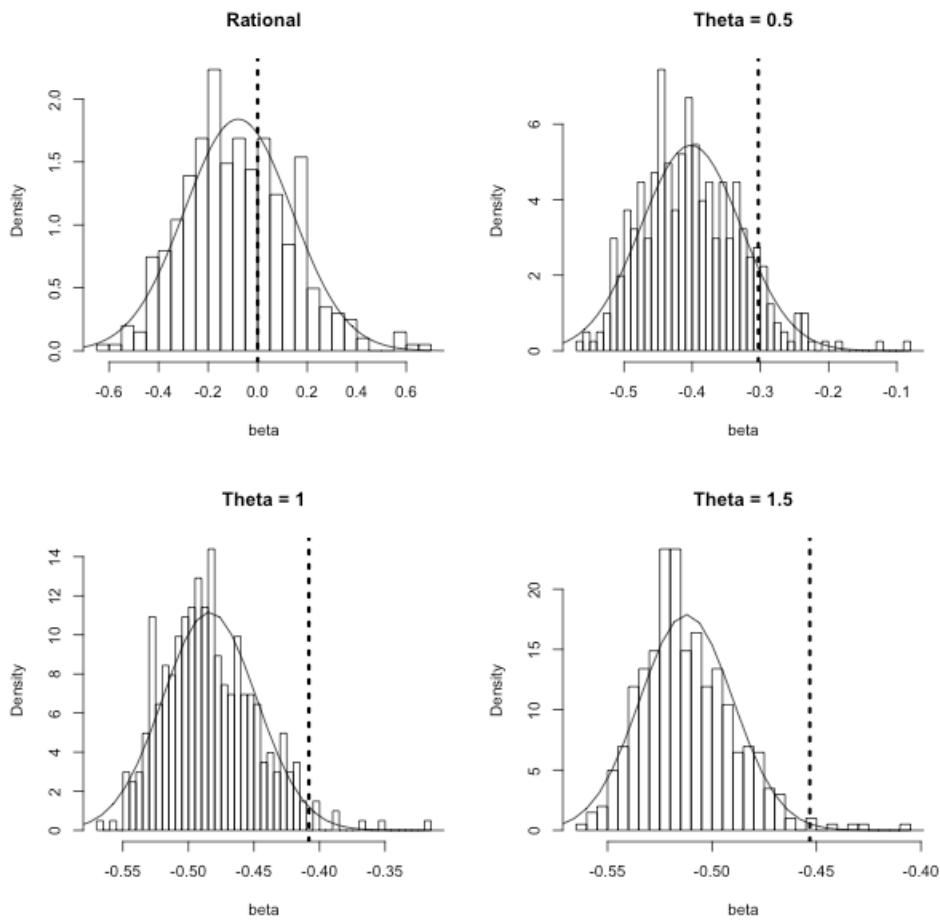 Rational
Density
0.0 0.5 1.0 1.5 2.0
-0.6 -0.4 -0.2 0.0 0.2 0.4 0.6
beta
Theta = 0.5
Density
0 2 4 6
-0.5 -0.4 -0.3 -0.2 -0.1
beta
Theta = 1
Density
0 2 4 6 8 10 12 14
-0.55 -0.50 -0.45 -0.40 -0.35
beta
Theta = 1.5
Density
0 5 10 15 20
-0.55 -0.50 -0.45 -0.40
beta